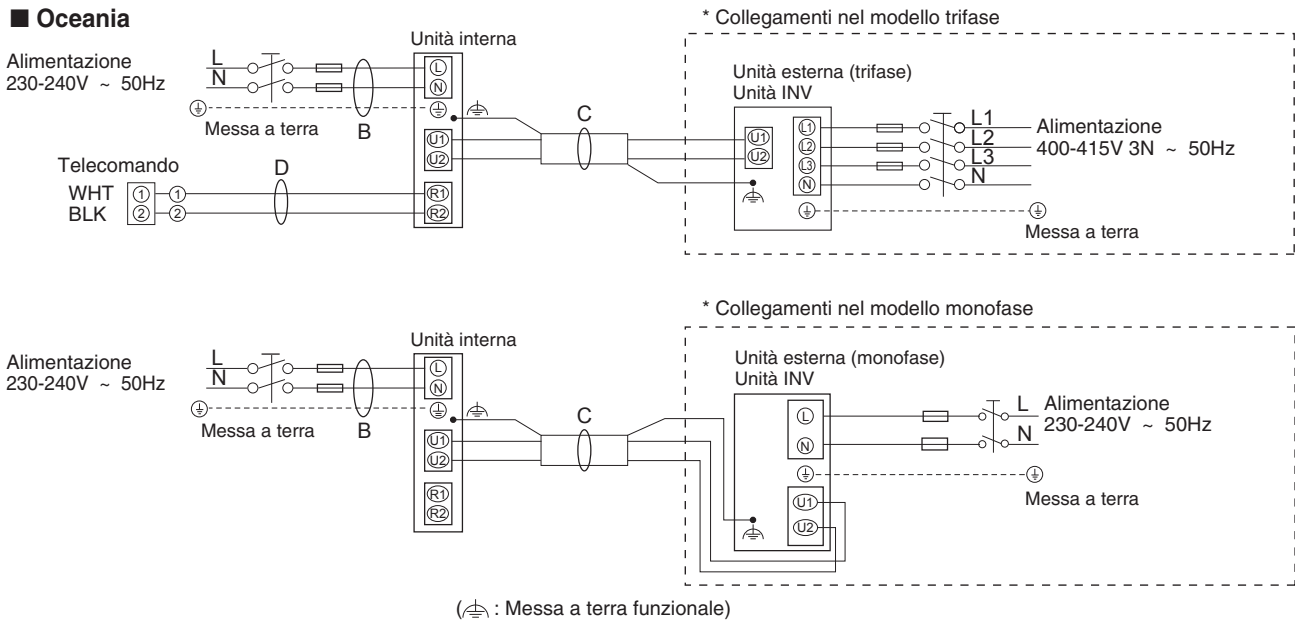 ■ Oceania
* Collegamenti nel modello trifase
Unità interna
Alimentazione
230-240V ~ 50Hz
L
N
Messa a terra
B
L
N
U1
U2
R1
R2
C
Telecomando
WHT
BLK
1
2
1
2
D
Unità esterna (trifase)
Unità INV
U1
U2
L1
L2
L3
N
L1
L2
L3
N
Alimentazione
400-415V 3N ~ 50Hz
Messa a terra
* Collegamenti nel modello monofase
Unità interna
Alimentazione
230-240V ~ 50Hz
L
N
Messa a terra
B
L
N
U1
U2
R1
R2
C
Unità esterna (monofase)
Unità INV
L
N
U1
U2
L
N
Alimentazione
230-240V ~ 50Hz
Messa a terra
( : Messa a terra funzionale)